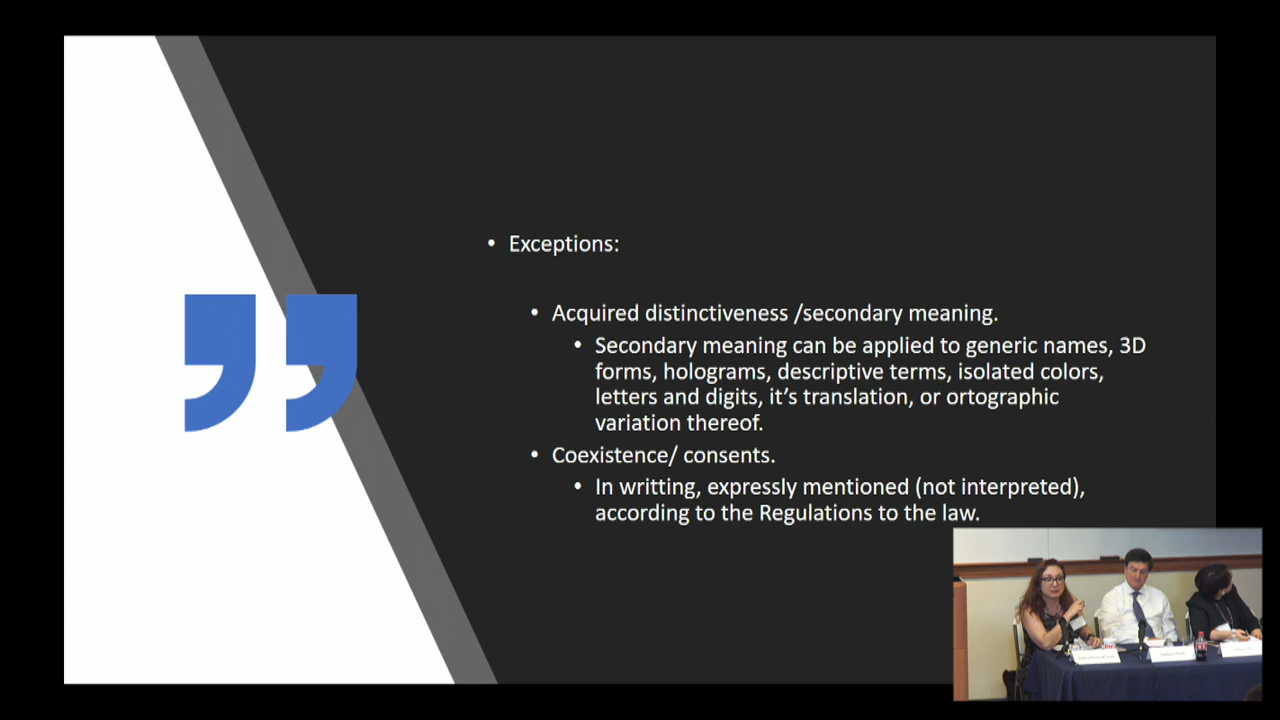 • Exceptions:
• Acquired distinctiveness /secondary meaning.
• Secondary meaning can be applied to generic names, 3D
forms, holograms, descriptive terms, isolated colors,
letters and digits, it’s translation, or ortographic
variation thereof.
• Coexistence/ consents.
• In writting, expressly mentioned (not interpreted),
according to the Regulations to the law.